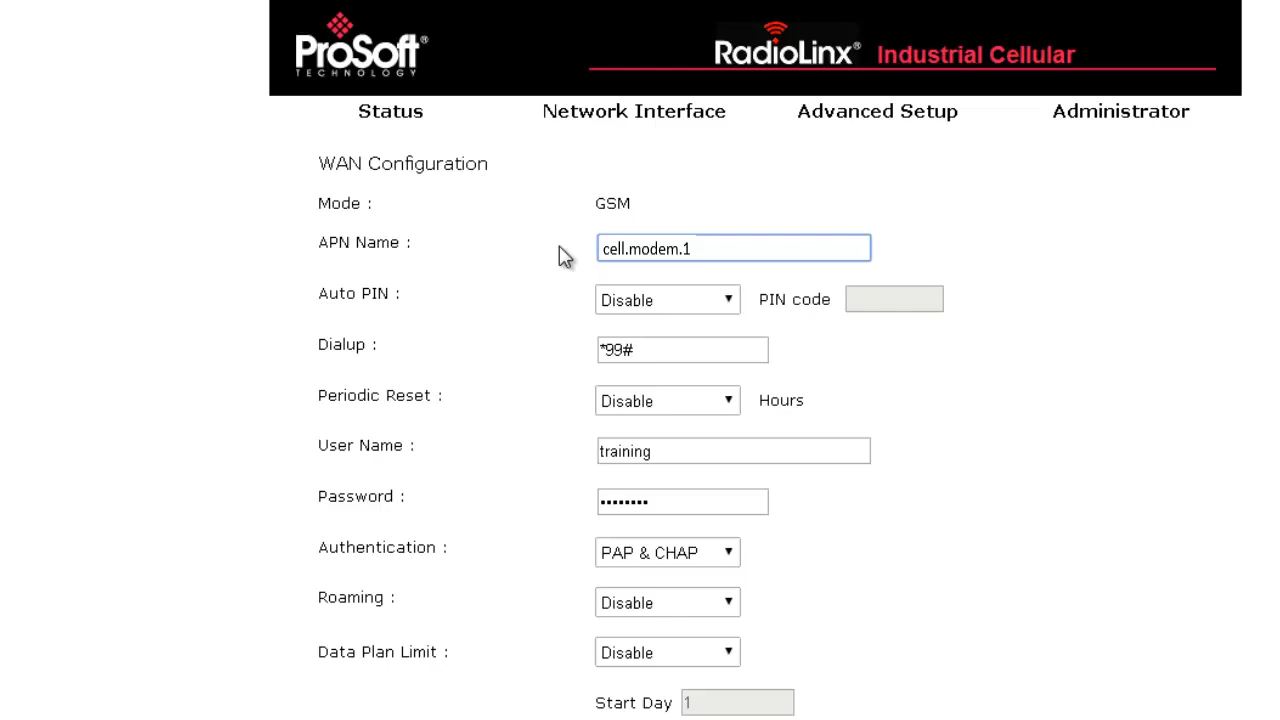 ProSoft®
TECHNOLOGY
RadioLinx® Industrial Cellular
Status Network Interface Advanced Setup Administrator
WAN Configuration
Mode : GSM
APN Name : cell.modem.1
Auto PIN : Disable PIN code
Dialup : *99#
Periodic Reset : Disable Hours
User Name : training
Password : ••••••••
Authentication : PAP & CHAP
Roaming : Disable
Data Plan Limit : Disable
Start Day 1